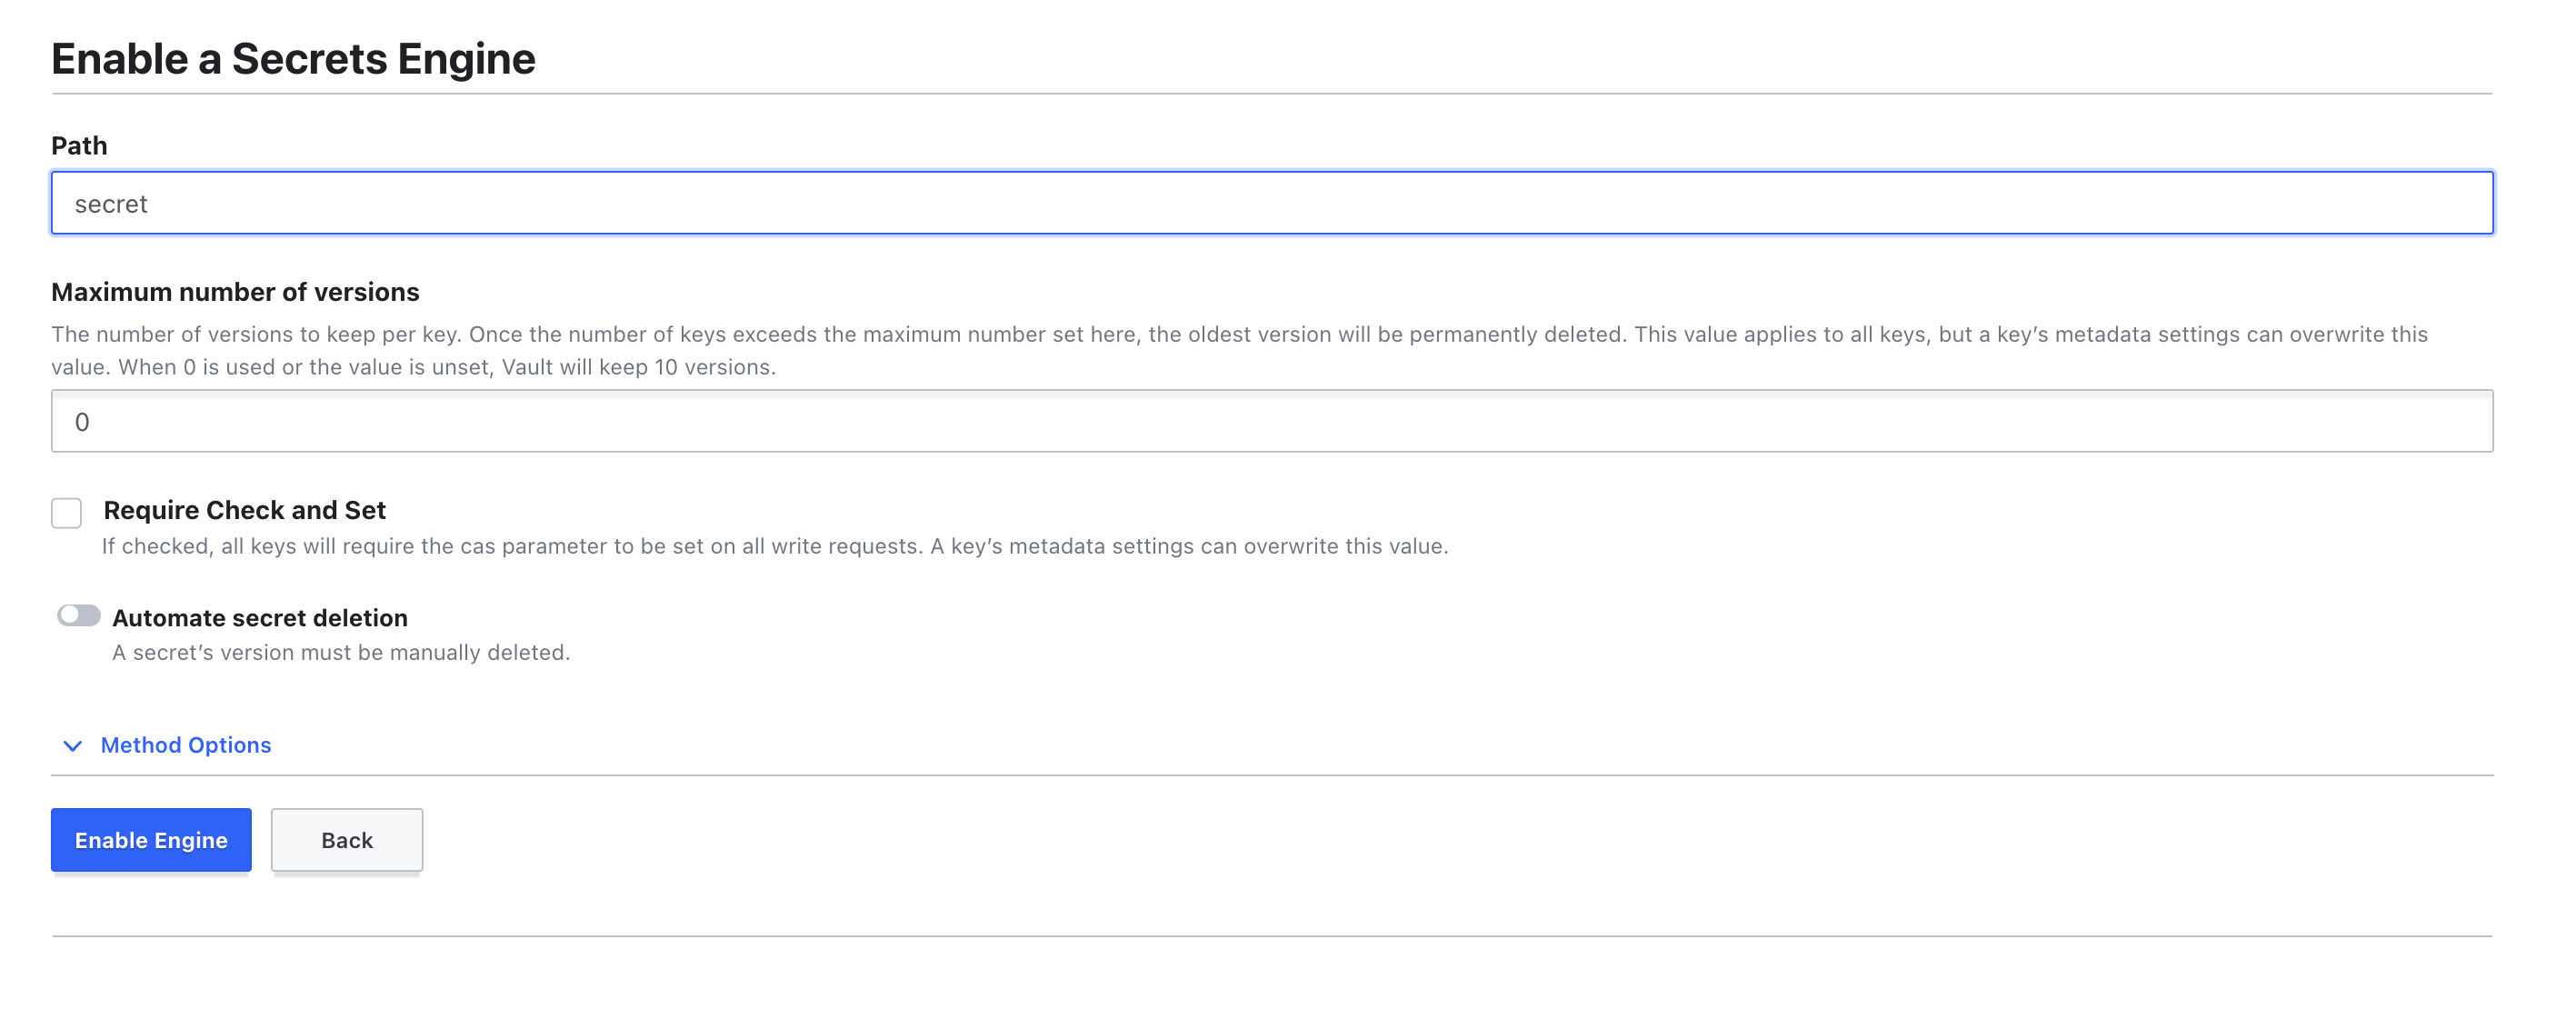 Enable a Secrets Engine
Path
secret
Maximum number of versions
The number of versions to keep per key. Once the number of keys exceeds the maximum number set here, the oldest version will be permanently deleted. This value applies to all keys, but a key’s metadata settings can overwrite this
value. When 0 is used or the value is unset, Vault will keep 10 versions.
0
Require Check and Set
If checked, all keys will require the cas parameter to be set on all write requests. A key’s metadata settings can overwrite this value.
Automate secret deletion
A secret’s version must be manually deleted.
Method Options
Enable Engine Back